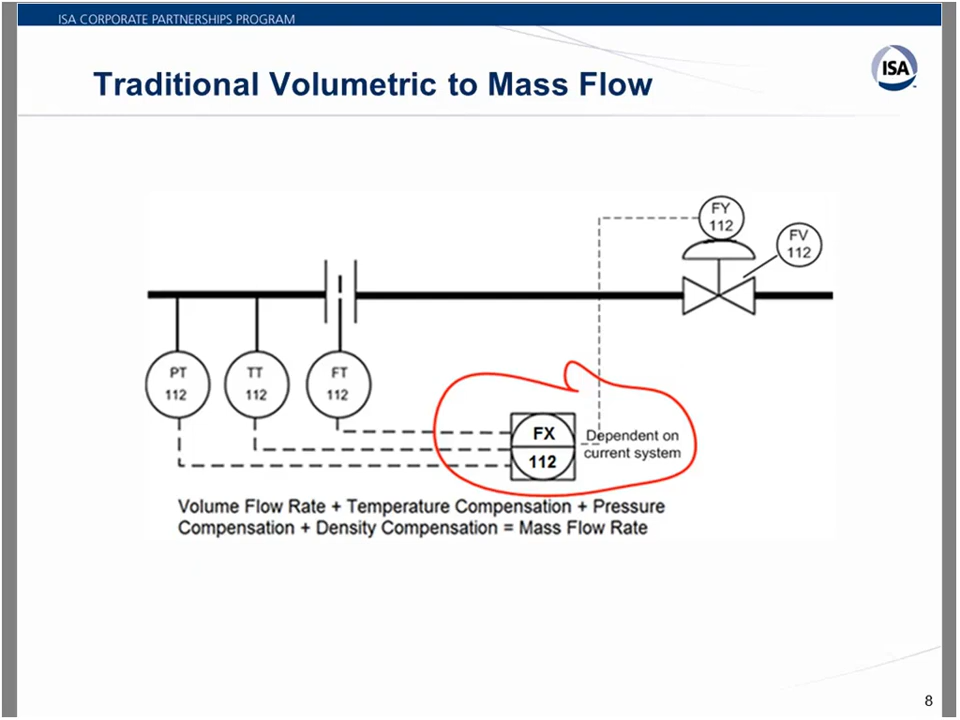 ISA CORPORATE PARTNERSHIPS PROGRAM
ISA
Traditional Volumetric to Mass Flow
FY
112
FV
112
PT
112
TT
112
FT
112
FX
112
Dependent on
current system
Volume Flow Rate + Temperature Compensation + Pressure
Compensation + Density Compensation = Mass Flow Rate
8